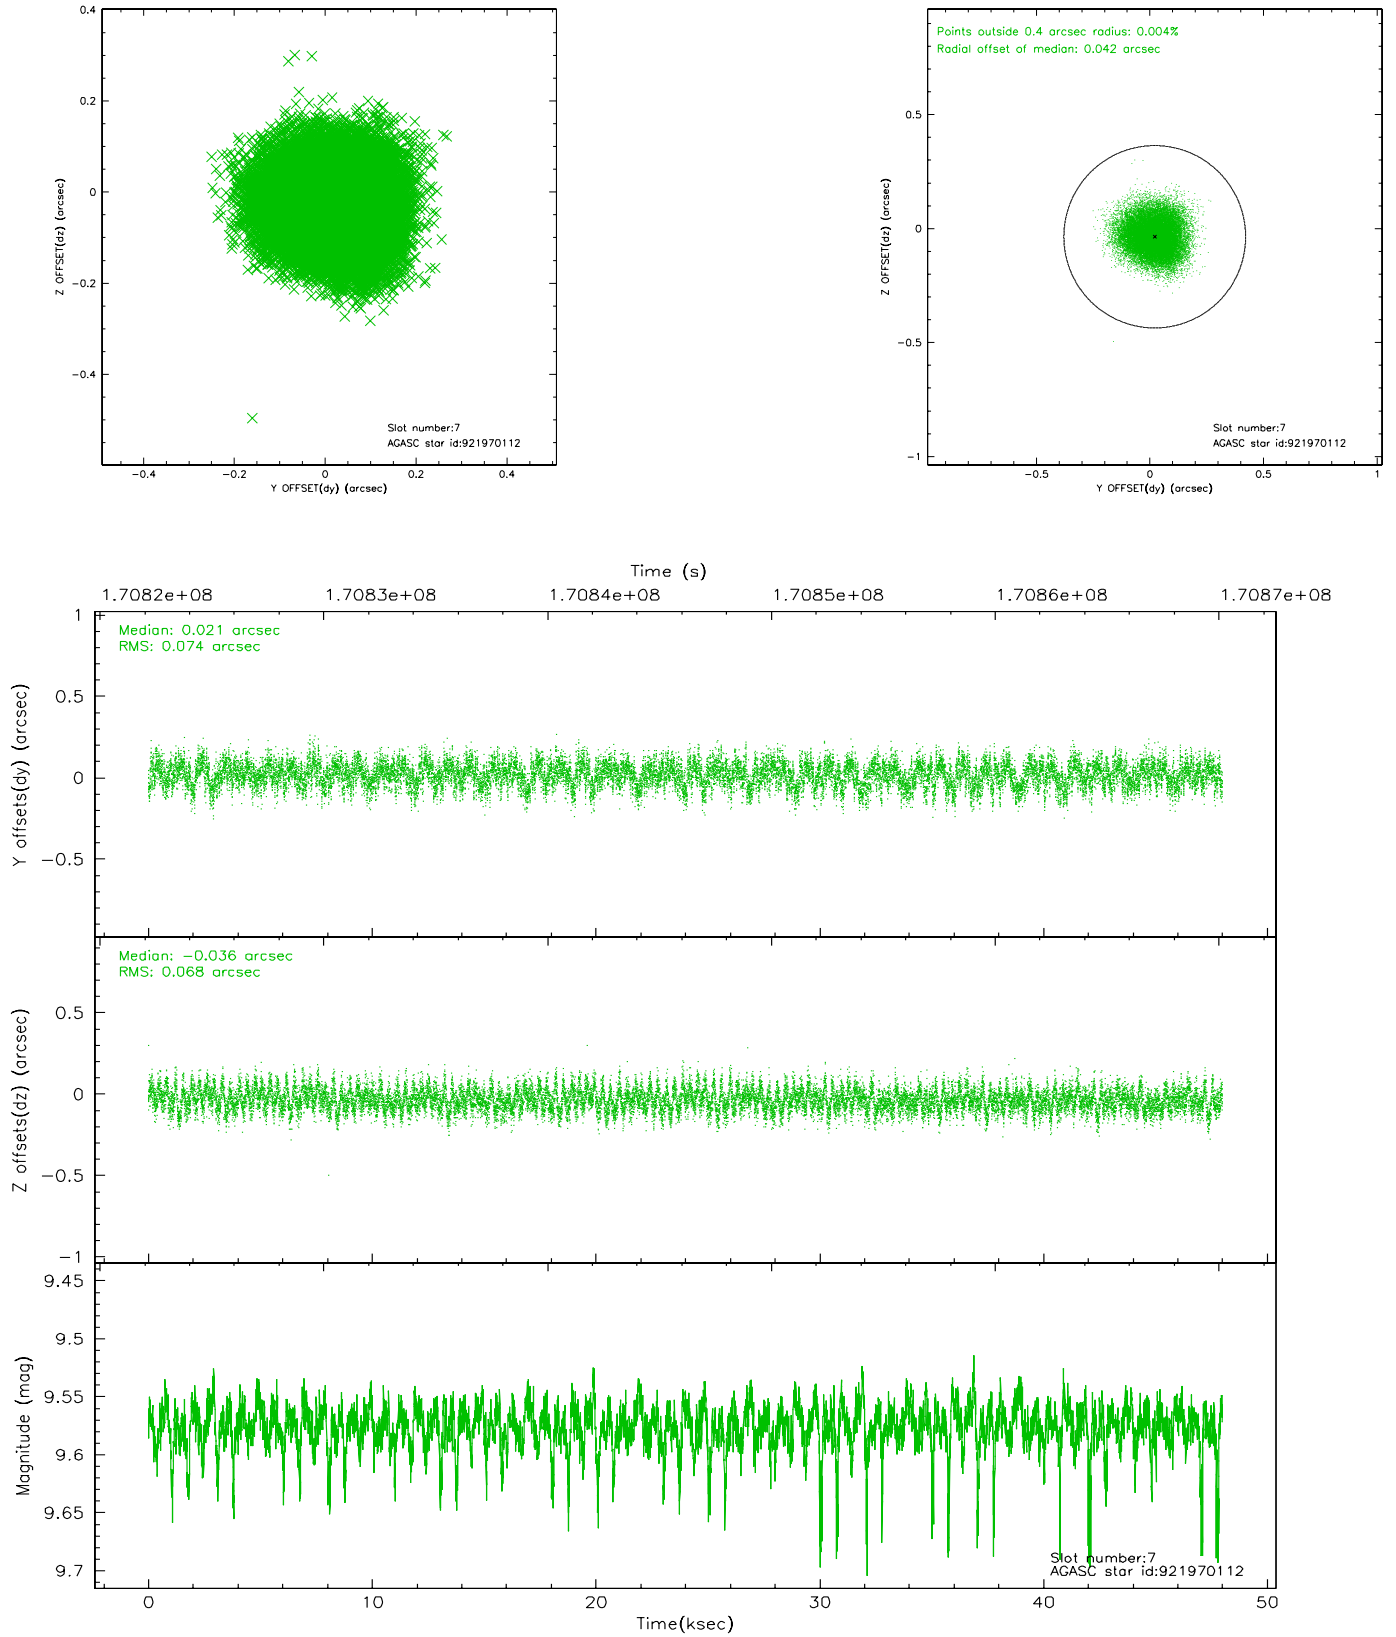 0.4
0.2
0
−0.2
−0.4
Z OFFSET(dz) (arcsec)
Slot number:7
AGASC star id:921970112
−0.4
−0.2
0
0.2
0.4
Y OFFSET(dy) (arcsec)
Points outside 0.4 arcsec radius: 0.004%
Radial offset of median: 0.042 arcsec
0.5
0
−0.5
−1
Z OFFSET(dz) (arcsec)
Slot number:7
AGASC star id:921970112
−0.5
0
0.5
1
Y OFFSET(dy) (arcsec)
Time (s)
1.7082e+08
1.7083e+08
1.7084e+08
1.7085e+08
1.7086e+08
1.7087e+08
Median: 0.021 arcsec
RMS: 0.074 arcsec
1
0.5
0
−0.5
Y offsets(dy) (arcsec)
Median: −0.036 arcsec
RMS: 0.068 arcsec
0.5
0
−0.5
−1
Z offsets(dz) (arcsec)
9.45
9.5
9.55
9.6
9.65
9.7
Magnitude (mag)
Slot number:7
AGASC star id:921970112
0
10
20
30
40
50
Time(ksec)